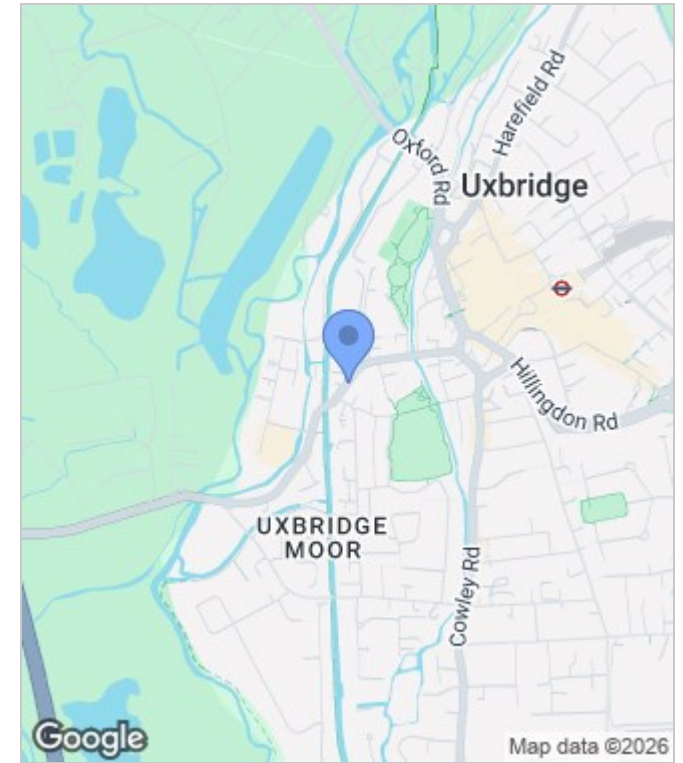 Harefield Rd
Oxford Rd
Uxbridge
Hillingdon Rd
UXBRIDGE
MOOR
Cowley Rd
Google
Map data ©2026